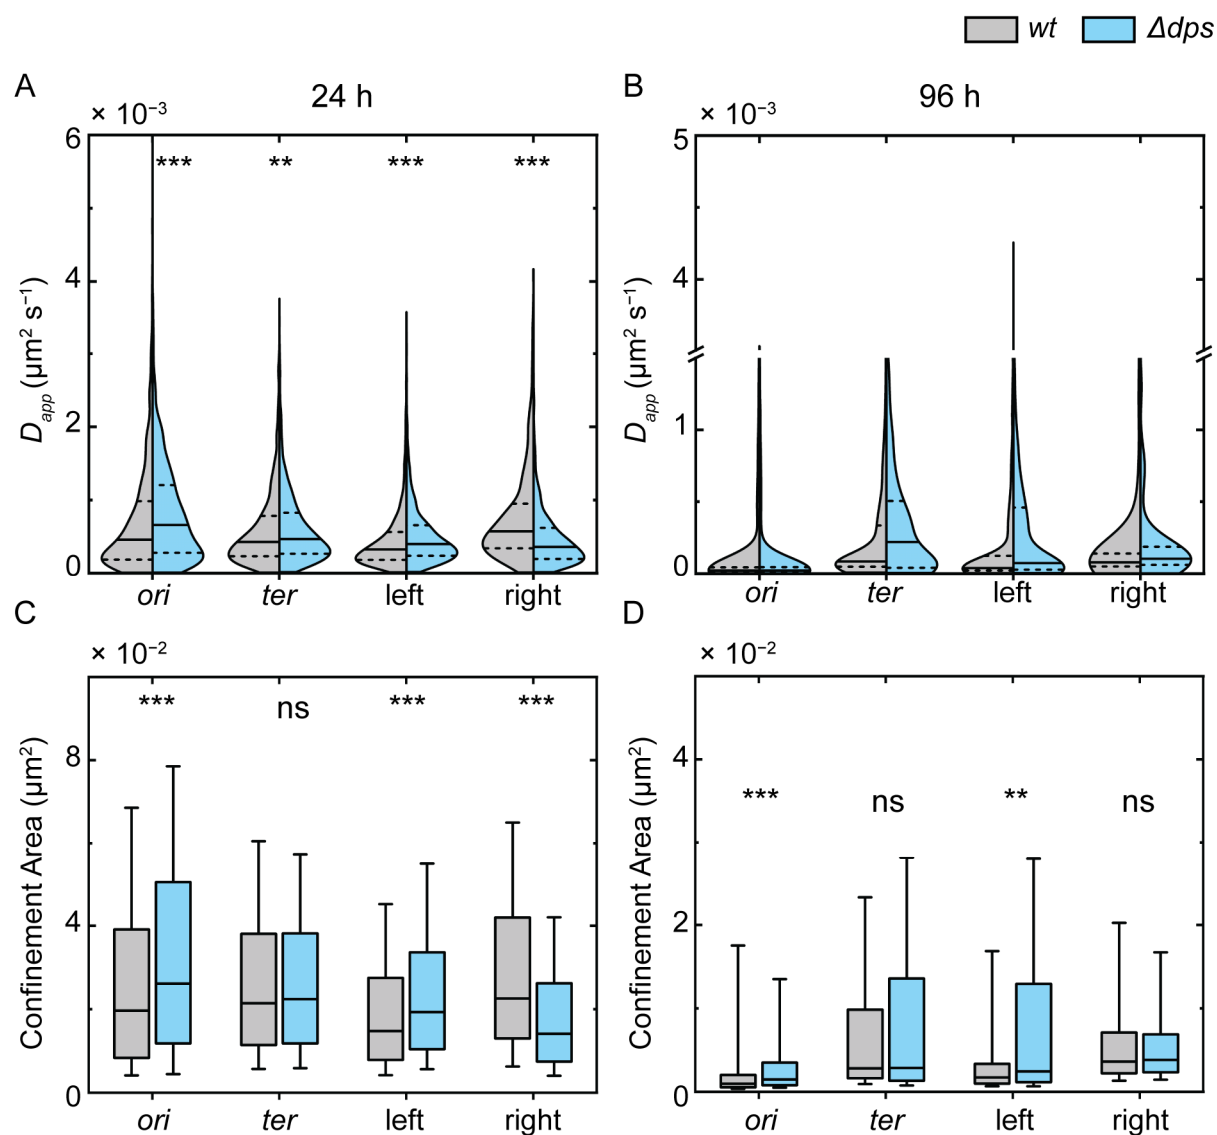 wt Δdps
A 24 h
× 10⁻³
6
4
2
0
D_app (µm² s⁻¹)
*** ** *** ***
ori ter left right
B 96 h
× 10⁻³
5
4
1
0
D_app (µm² s⁻¹)
ori ter left right
C
× 10⁻²
8
4
0
Confinement Area (µm²)
*** ns *** ***
ori ter left right
D
× 10⁻²
4
2
0
Confinement Area (µm²)
*** ns ** ns
ori ter left right